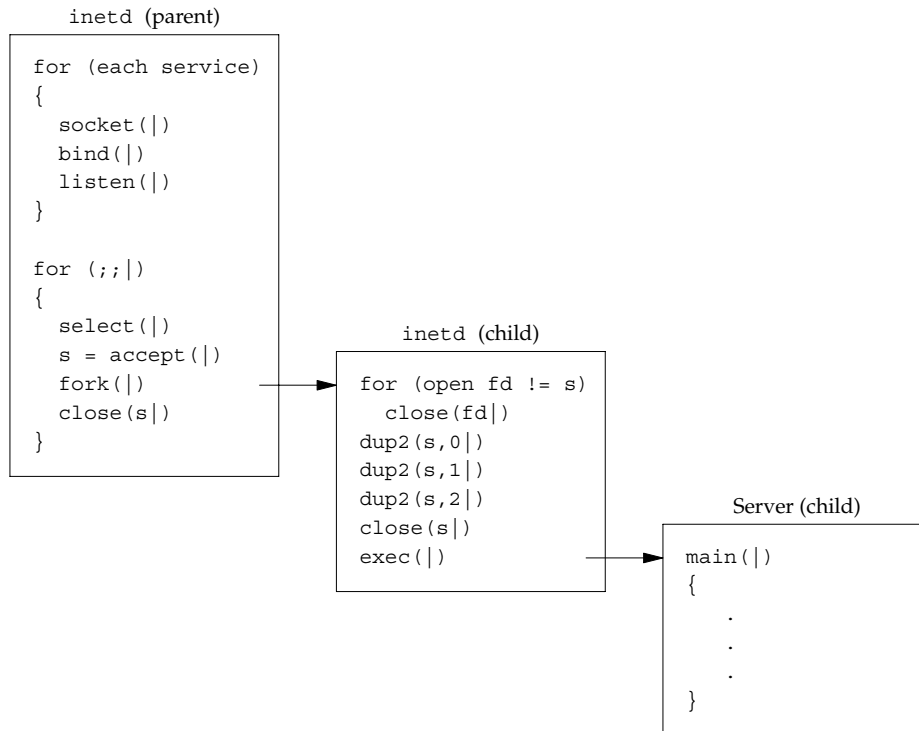 inetd (parent)
for (each service)
{
socket(|)
bind(|)
listen(|)
}
for (;;|)
{
select(|)
s = accept(|)
fork(|)
close(s|)
}
inetd (child)
for (open fd != s)
close(fd|)
dup2(s,0|)
dup2(s,1|)
dup2(s,2|)
close(s|)
exec(|)
Server (child)
main(|)
{
.
.
.
}